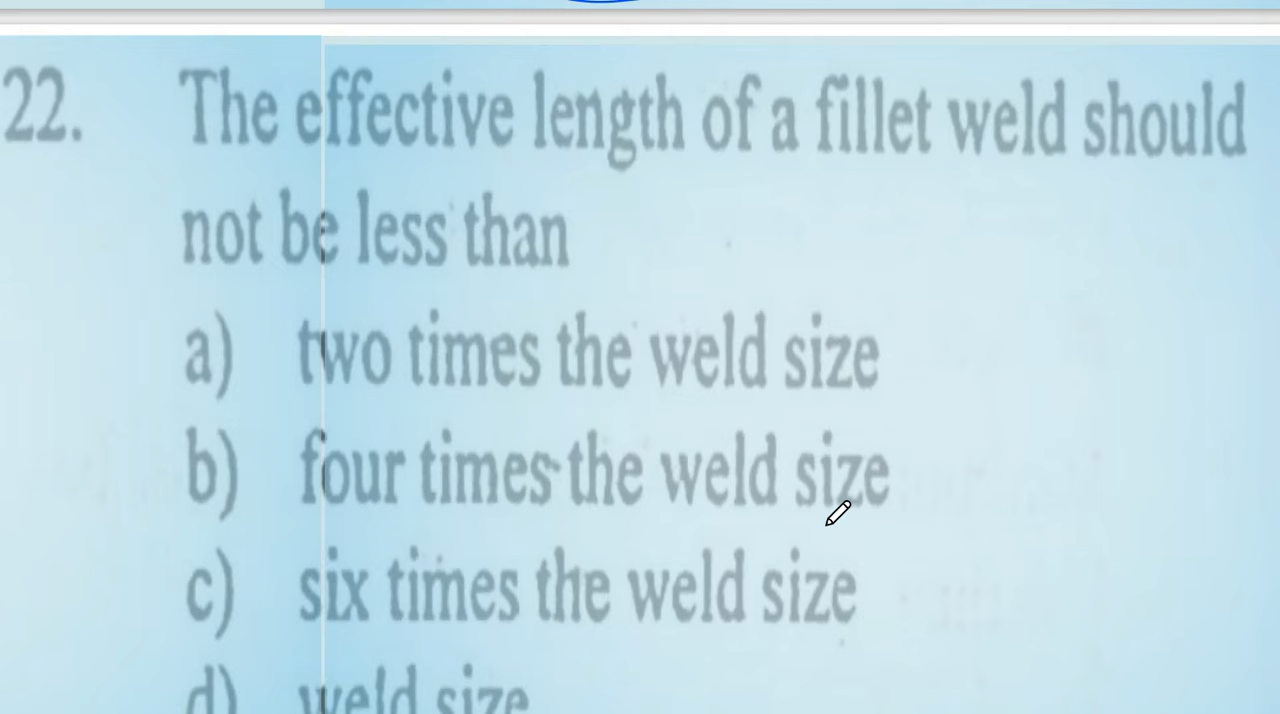 22. The effective length of a fillet weld should
not be less than
a) two times the weld size
b) four times the weld size
c) six times the weld size
d) weld size